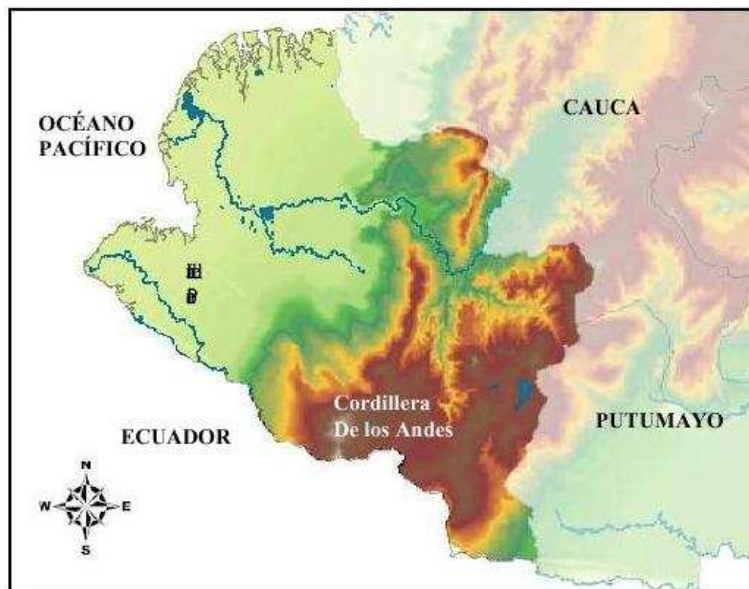 OCÉANO
PACÍFICO
CAUCA
Cordillera
De los Andes
ECUADOR
PUTUMAYO
N
W
E
S